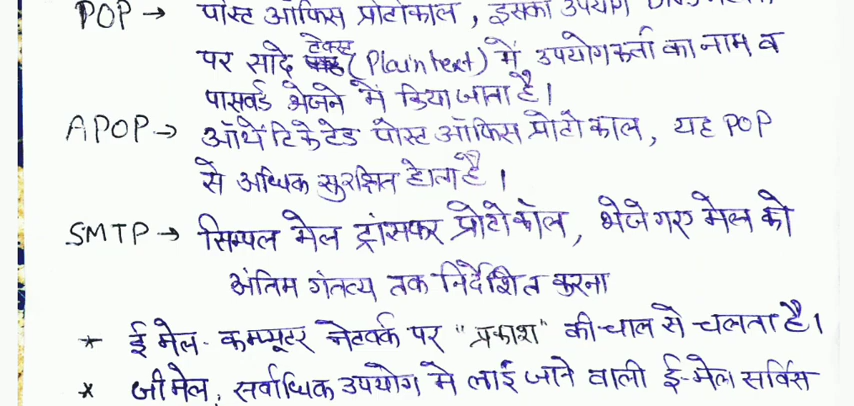 POP → पोस्ट ऑफिस प्रोटोकाल, इसका उपयोग
पर सादे टेक्स्ट (Plain text) में उपयोगकर्ता का नाम व
पासवर्ड भेजने में किया जाता है।
APOP → ऑथेंटिकेटेड पोस्ट ऑफिस प्रोटोकाल, यह POP
से अधिक सुरक्षित होता है।
SMTP → सिम्पल मेल ट्रांसफर प्रोटोकॉल, भेजे गए मेल को
अंतिम गंतव्य तक निर्देशित करना
* ई मेल - कम्प्यूटर नेटवर्क पर "प्रकाश" की चाल से चलता है।
* जीमेल, सर्वाधिक उपयोग मे लाई जाने वाली ई-मेल सर्विस